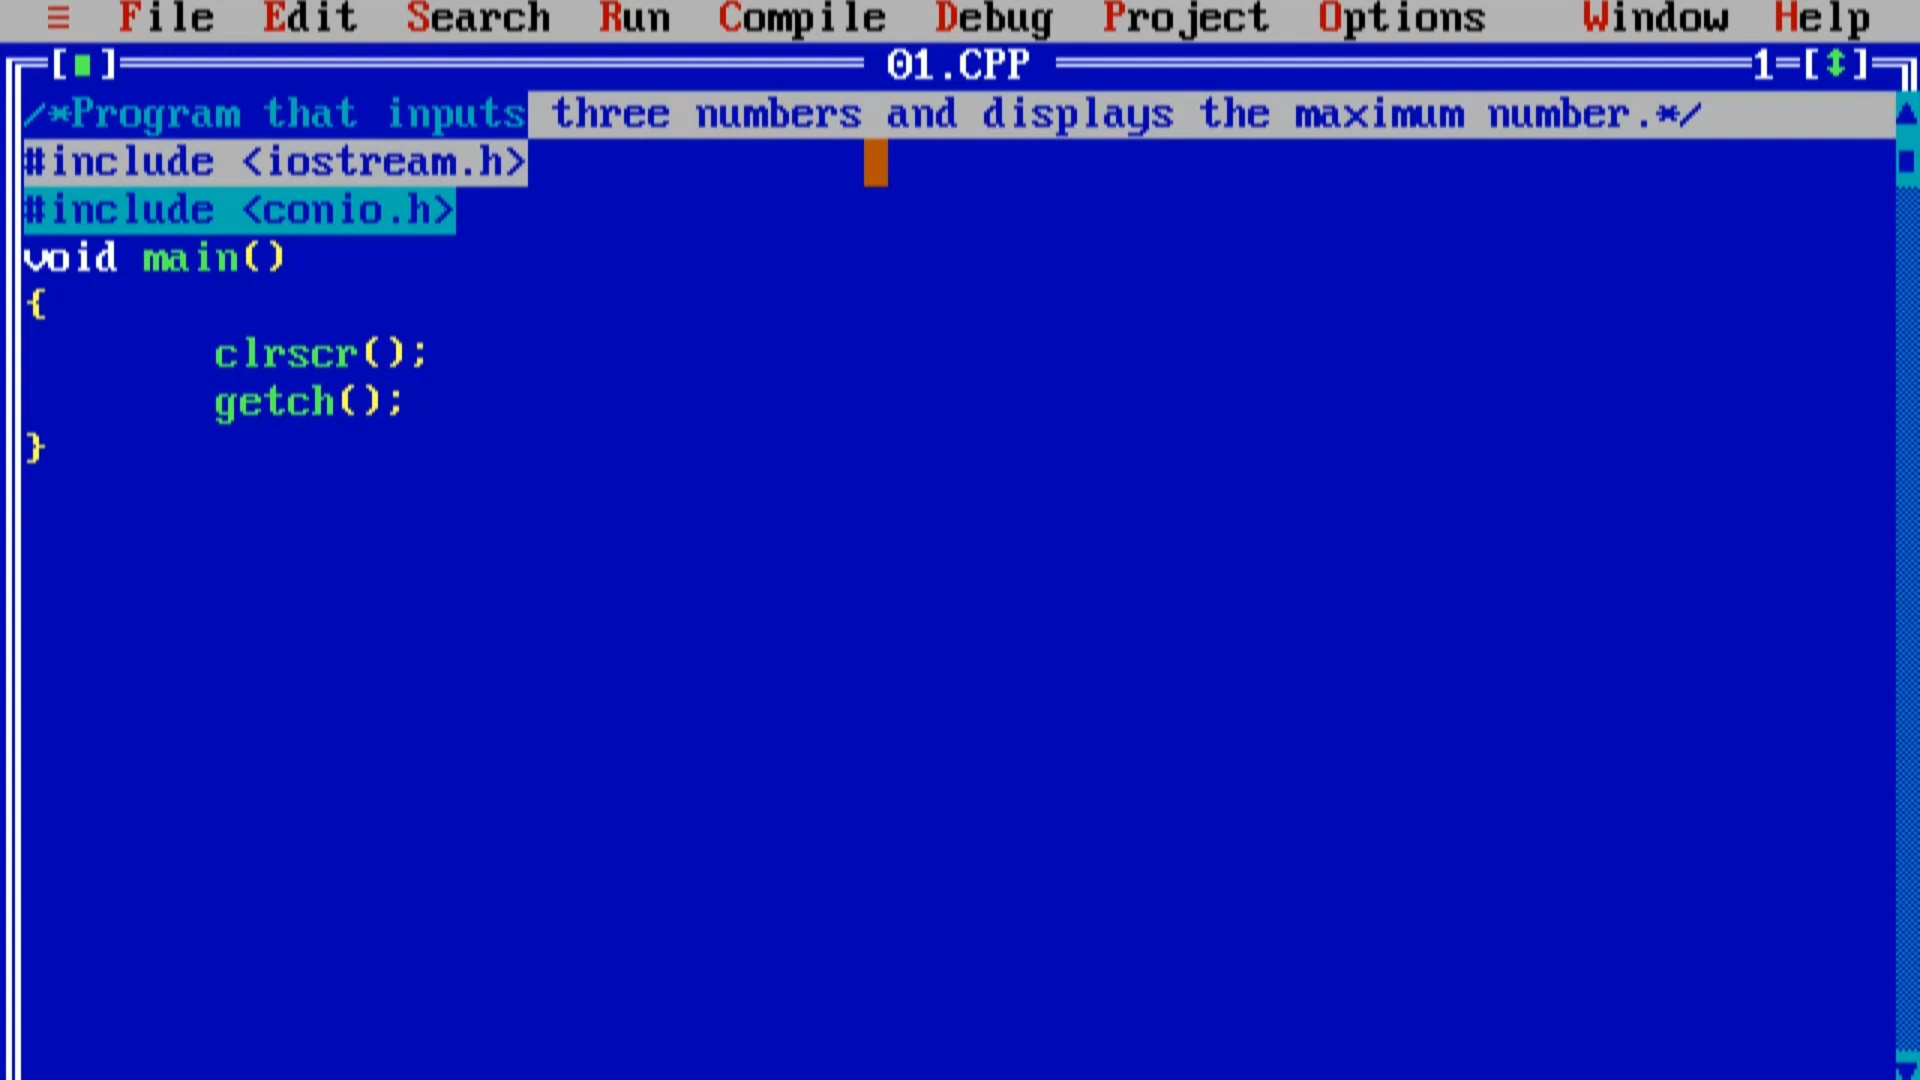 ≡ File Edit Search Run Compile Debug Project Options Window Help
[■] 01.CPP 1=[↕]
/*Program that inputs three numbers and displays the maximum number.*/
#include <iostream.h>
#include <conio.h>
void main()
{
clrscr();
getch();
}